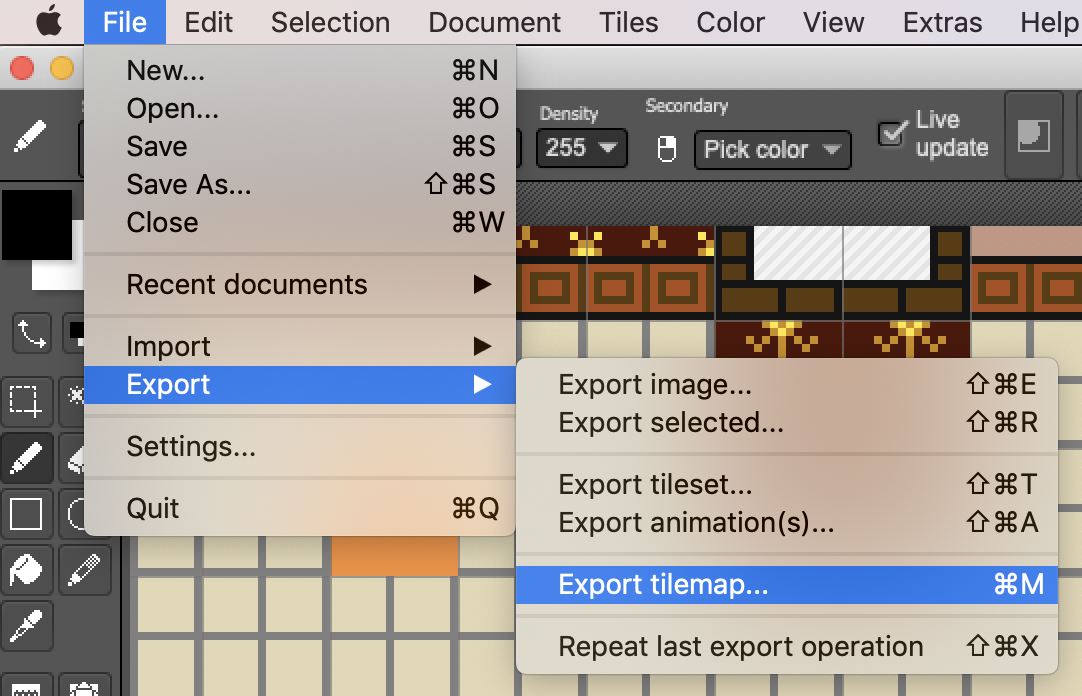 File Edit Selection Document Tiles Color View Extras Help
New... ⌘N
Open... ⌘O
Save ⌘S
Save As... ⇧⌘S
Close ⌘W
Recent documents ▶
Import ▶
Export ▶
Settings... 
Quit ⌘Q
Density
255
Secondary
Pick color
Live
update
Export image... ⇧⌘E
Export selected... ⇧⌘R
Export tileset... ⇧⌘T
Export animation(s)... ⇧⌘A
Export tilemap... ⌘M
Repeat last export operation ⇧⌘X